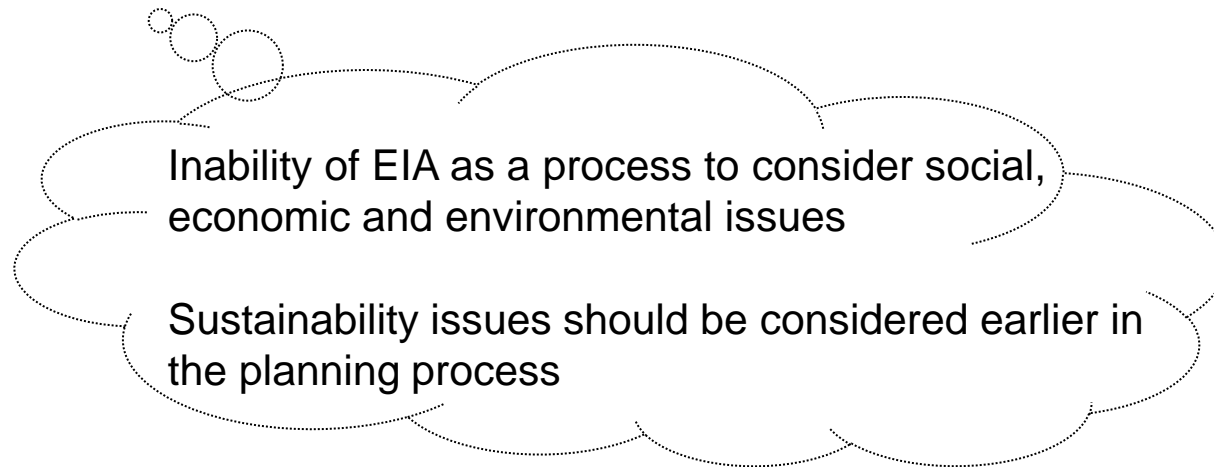 Inability of EIA as a process to consider social,
economic and environmental issues
Sustainability issues should be considered earlier in
the planning process